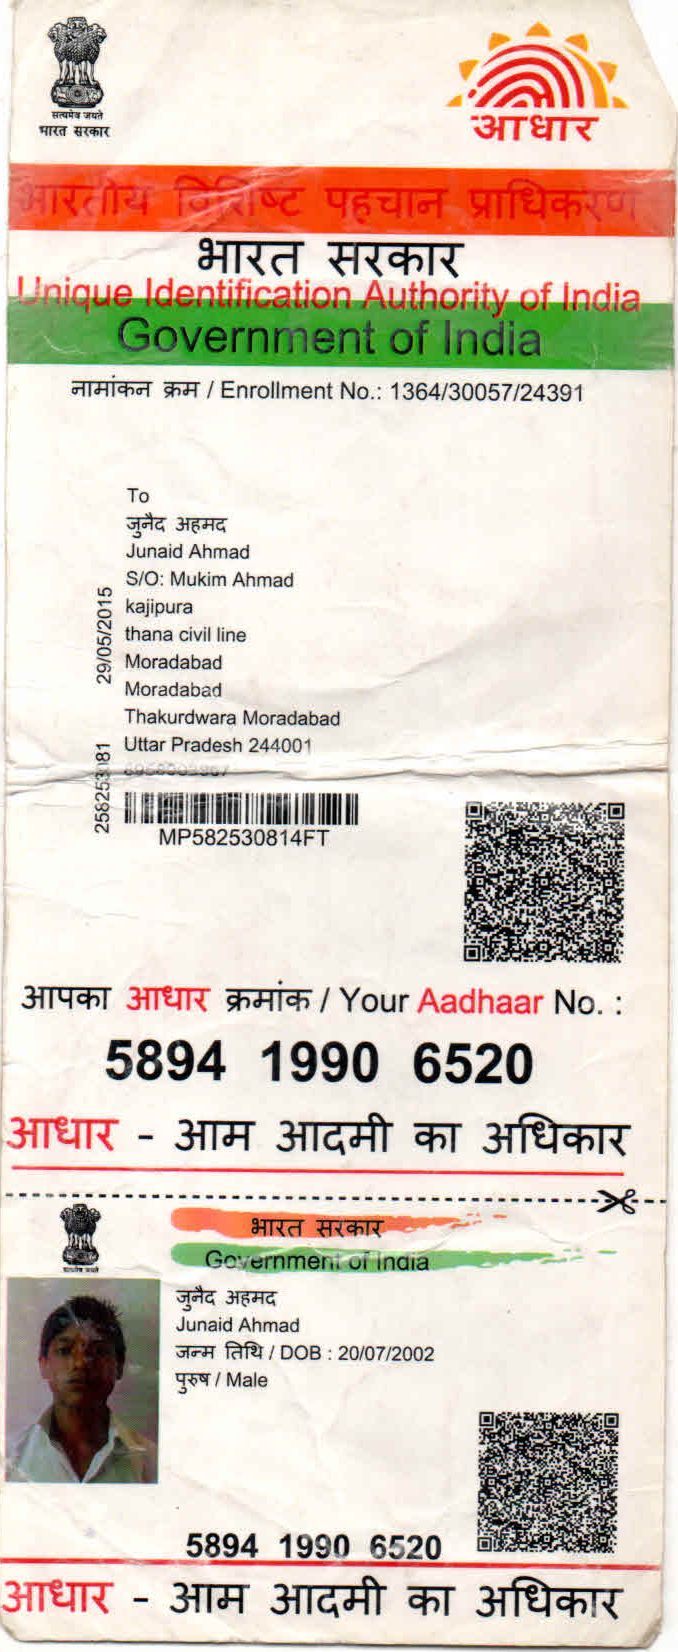 सत्यमेव जयते
भारत सरकार
आधार
भारतीय विशिष्ट पहचान प्राधिकरण
भारत सरकार
Unique Identification Authority of India
Government of India
नामांकन क्रम / Enrollment No.: 1364/30057/24391
To
जुनैद अहमद
Junaid Ahmad
S/O: Mukim Ahmad
kajipura
thana civil line
Moradabad
Moradabad
Thakurdwara Moradabad
Uttar Pradesh 244001
29/05/2015
MP582530814FT
आपका आधार क्रमांक / Your Aadhaar No. :
5894 1990 6520
आधार - आम आदमी का अधिकार
भारत सरकार
Government of India
जुनैद अहमद
Junaid Ahmad
जन्म तिथि / DOB : 20/07/2002
पुरुष / Male
5894 1990 6520
आधार - आम आदमी का अधिकार